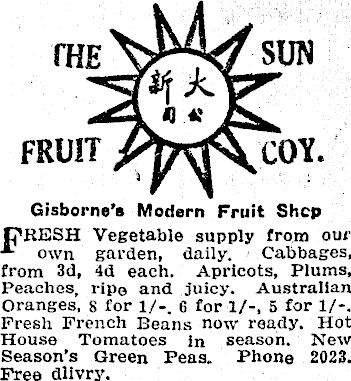 THE SUN
新 大
司 公
FRUIT COY.
Gisborne's Modern Fruit Shop
FRESH Vegetable supply from our
own garden, daily. Cabbages,
from 3d, 4d each. Apricots, Plums,
Peaches, ripe and juicy. Australian
Oranges, 8 for 1/-. 6 for 1/-, 5 for 1/-.
Fresh French Beans now ready. Hot
House Tomatoes in season. New
Season's Green Peas. Phone 2023.
Free dlivry.